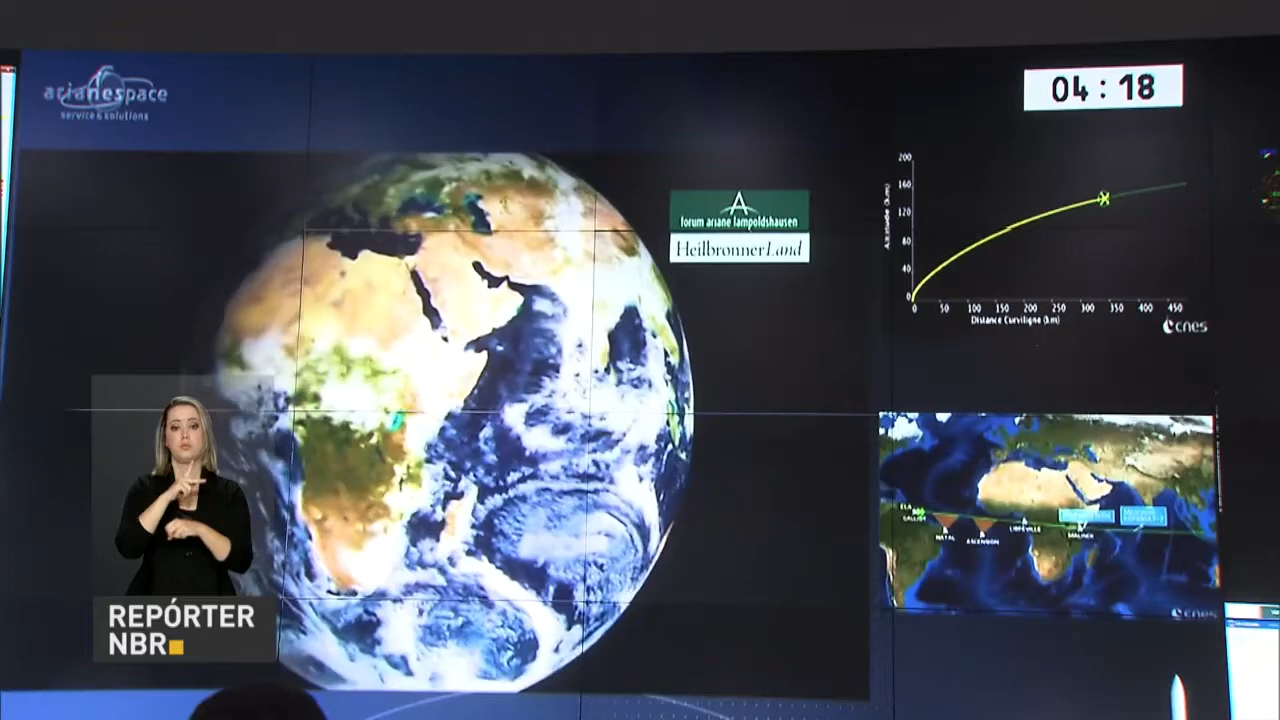 arianespace
service & solutions
04 : 18
forum ariane lampoldshausen
HeilbronnerLand
200
160
120
80
40
0
Altitude (km)
0 50 100 150 200 250 300 350 400 450
Distance Curviligne (km)
cnes
GALLIOT
NATAL
ASCENSION
LIBREVILLE
MALINDI
cnes
REPÓRTER
NBR